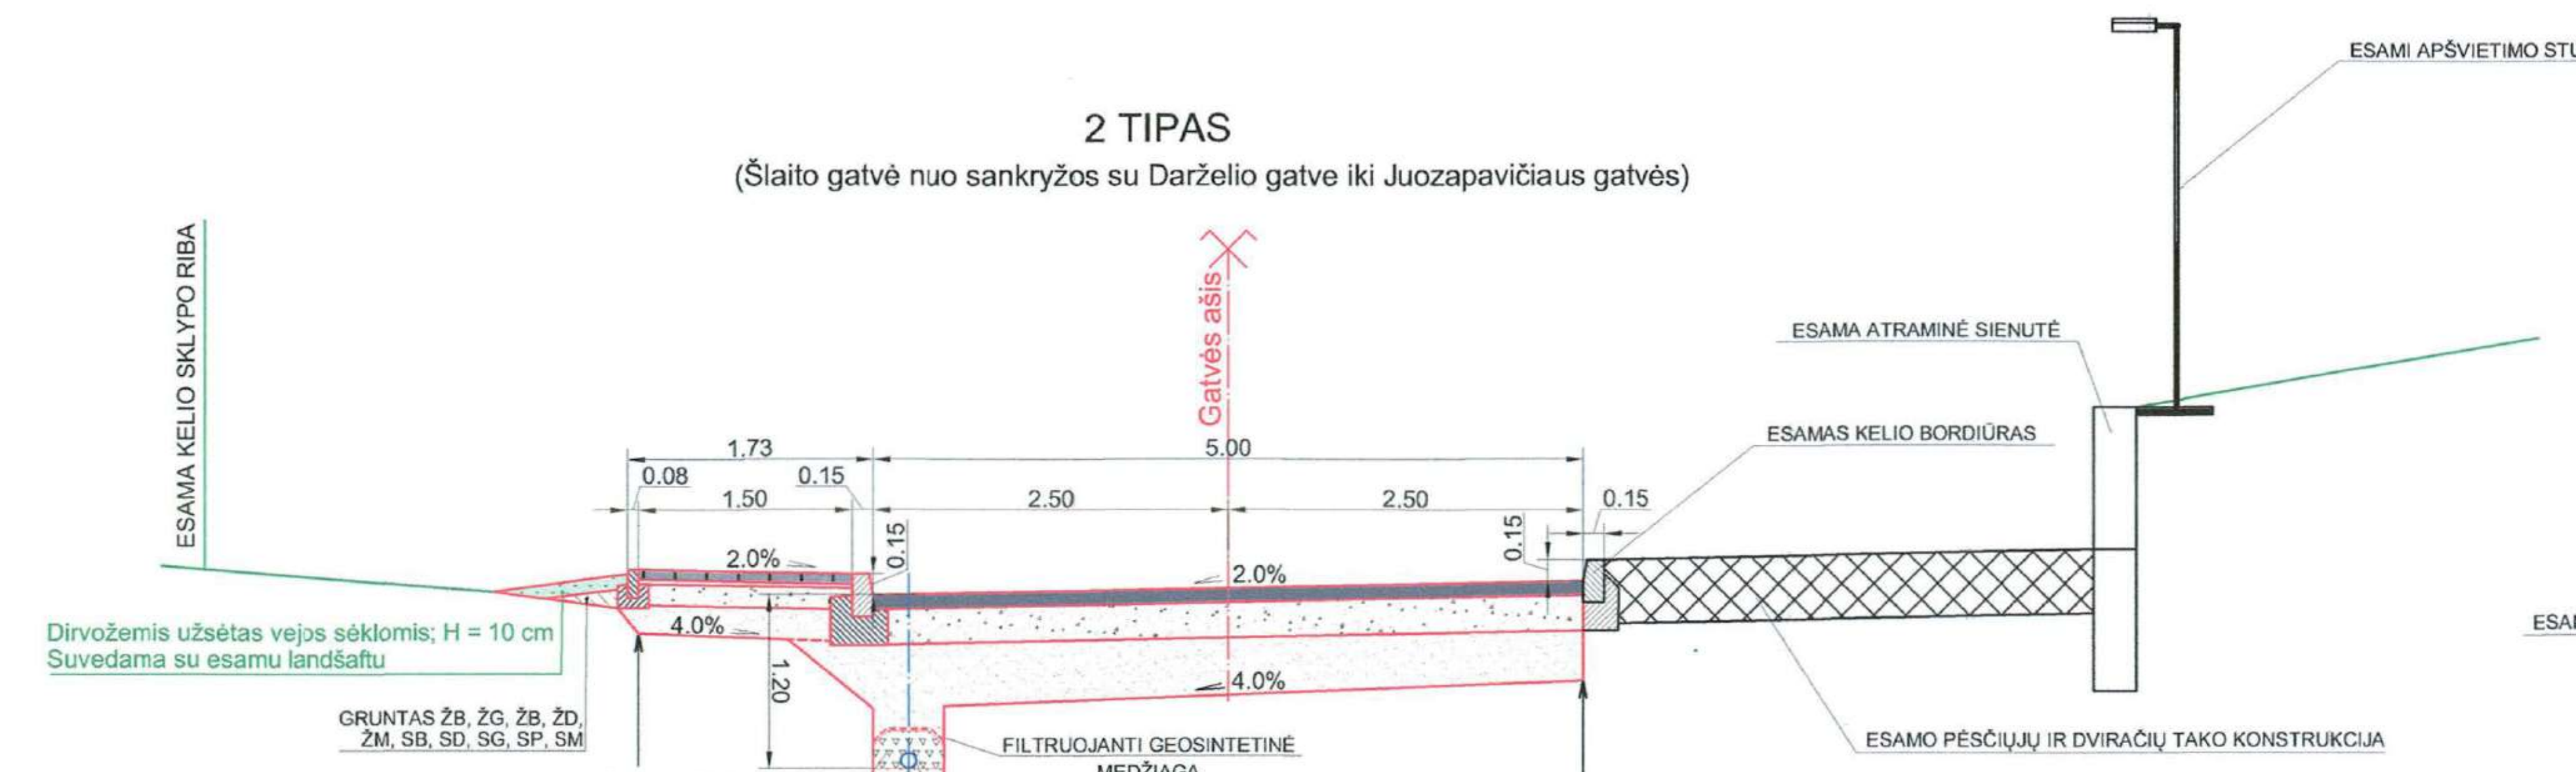 ESAMI APŠVIETIMO
2 TIPAS
(Šlaito gatvė nuo sankryžos su Darželio gatve iki Juozapavičiaus gatvės)
ESAMA KELIO SKLYPO RIBA
Gatvės ašis
ESAMA ATRAMINĖ SIENUTĖ
ESAMAS KELIO BORDIŪRAS
1.73
5.00
0.08
0.15
1.50
2.50
2.50
0.15
0.15
0.15
2.0%
2.0%
4.0%
4.0%
1.20
Dirvožemis užsėtas vejos sėklomis; H = 10 cm
Suvedama su esamu landšaftu
GRUNTAS ŽB, ŽG, ŽB, ŽD,
ŽM, SB, SD, SG, SP, SM
FILTRUOJANTI GEOSINTETINĖ
MEDŽIAGA
ESAMO PĖSČIŲJŲ IR DVIRAČIŲ TAKO KONSTRUKCIJA